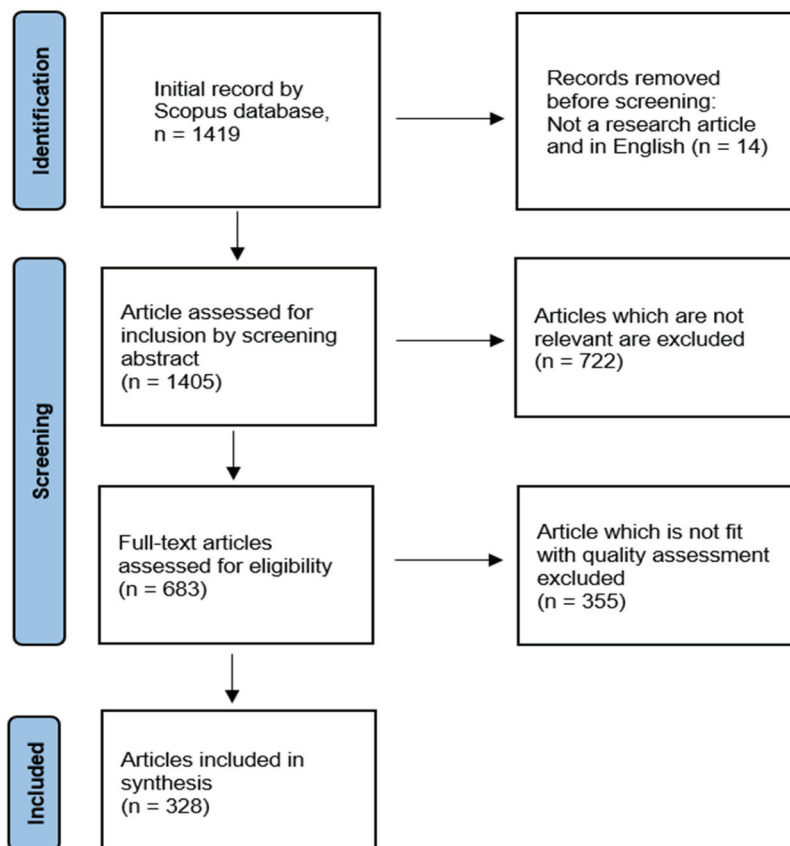 Identification
Initial record by
Scopus database,
n = 1419
Records removed
before screening:
Not a research article
and in English (n = 14)
Screening
Article assessed for
inclusion by screening
abstract
(n = 1405)
Articles which are not
relevant are excluded
(n = 722)
Full-text articles
assessed for eligibility
(n = 683)
Article which is not fit
with quality assessment
excluded
(n = 355)
Included
Articles included in
synthesis
(n = 328)